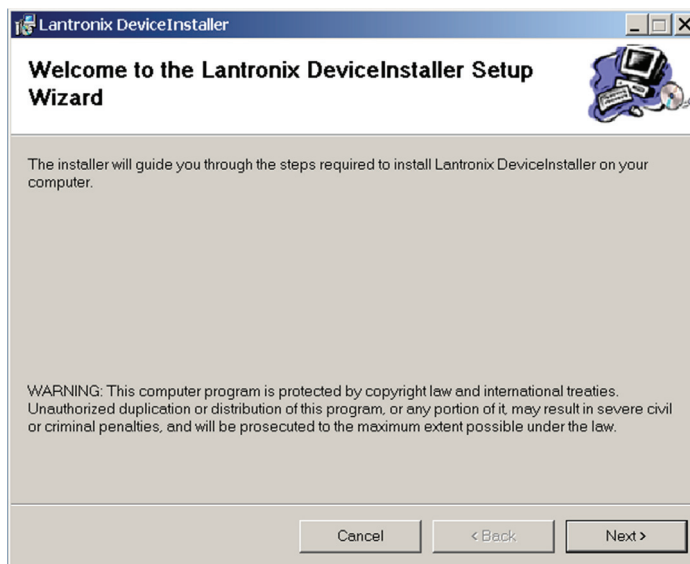 Lantronix DeviceInstaller
Welcome to the Lantronix DeviceInstaller Setup
Wizard
The installer will guide you through the steps required to install Lantronix DeviceInstaller on your
computer.
WARNING: This computer program is protected by copyright law and international treaties.
Unauthorized duplication or distribution of this program, or any portion of it, may result in severe civil
or criminal penalties, and will be prosecuted to the maximum extent possible under the law.
Cancel
< Back
Next >